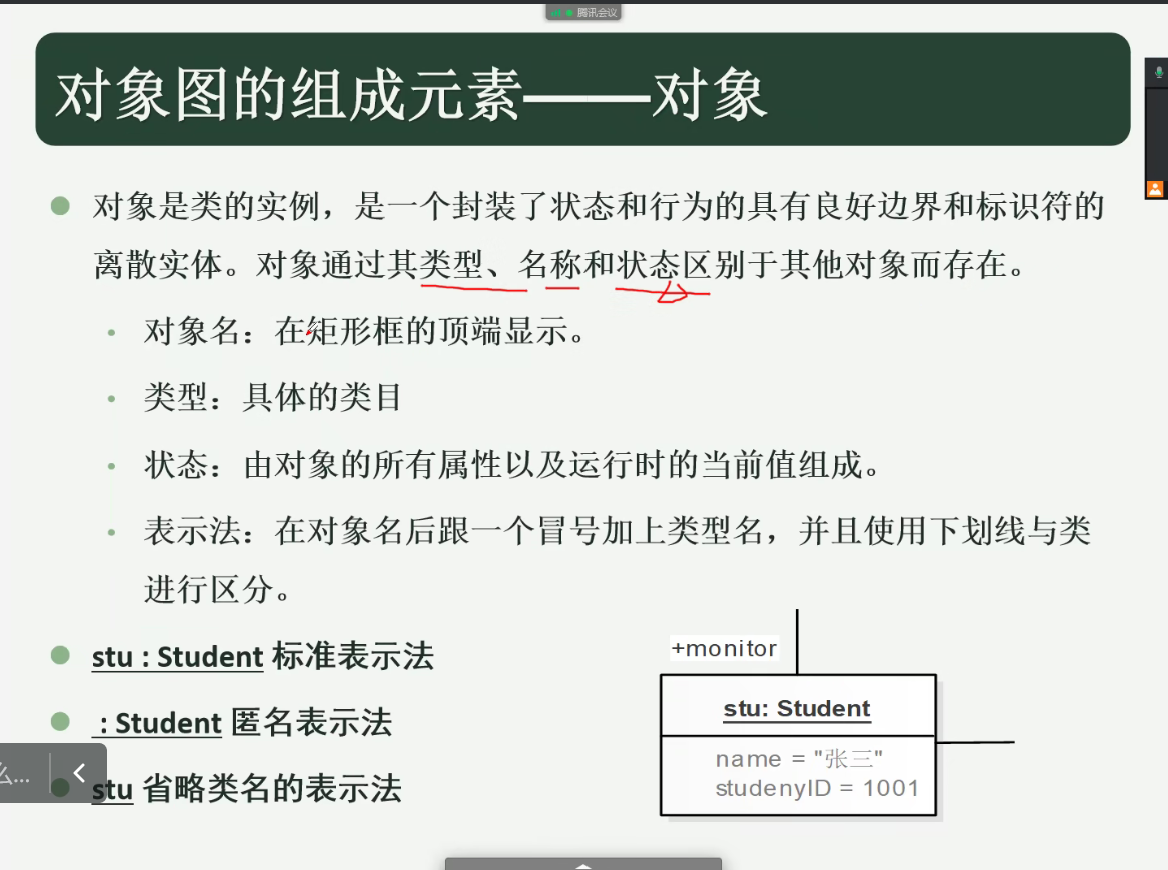 腾讯会议
对象图的组成元素——对象
对象是类的实例，是一个封装了状态和行为的具有良好边界和标识符的
离散实体。对象通过其类型、名称和状态区别于其他对象而存在。
对象名：在矩形框的顶端显示。
类型：具体的类目
状态：由对象的所有属性以及运行时的当前值组成。
表示法：在对象名后跟一个冒号加上类型名，并且使用下划线与类
进行区分。
stu : Student 标准表示法
: Student 匿名表示法
么...
stu 省略类名的表示法
+monitor
stu: Student
name = "张三"
studenyID = 1001